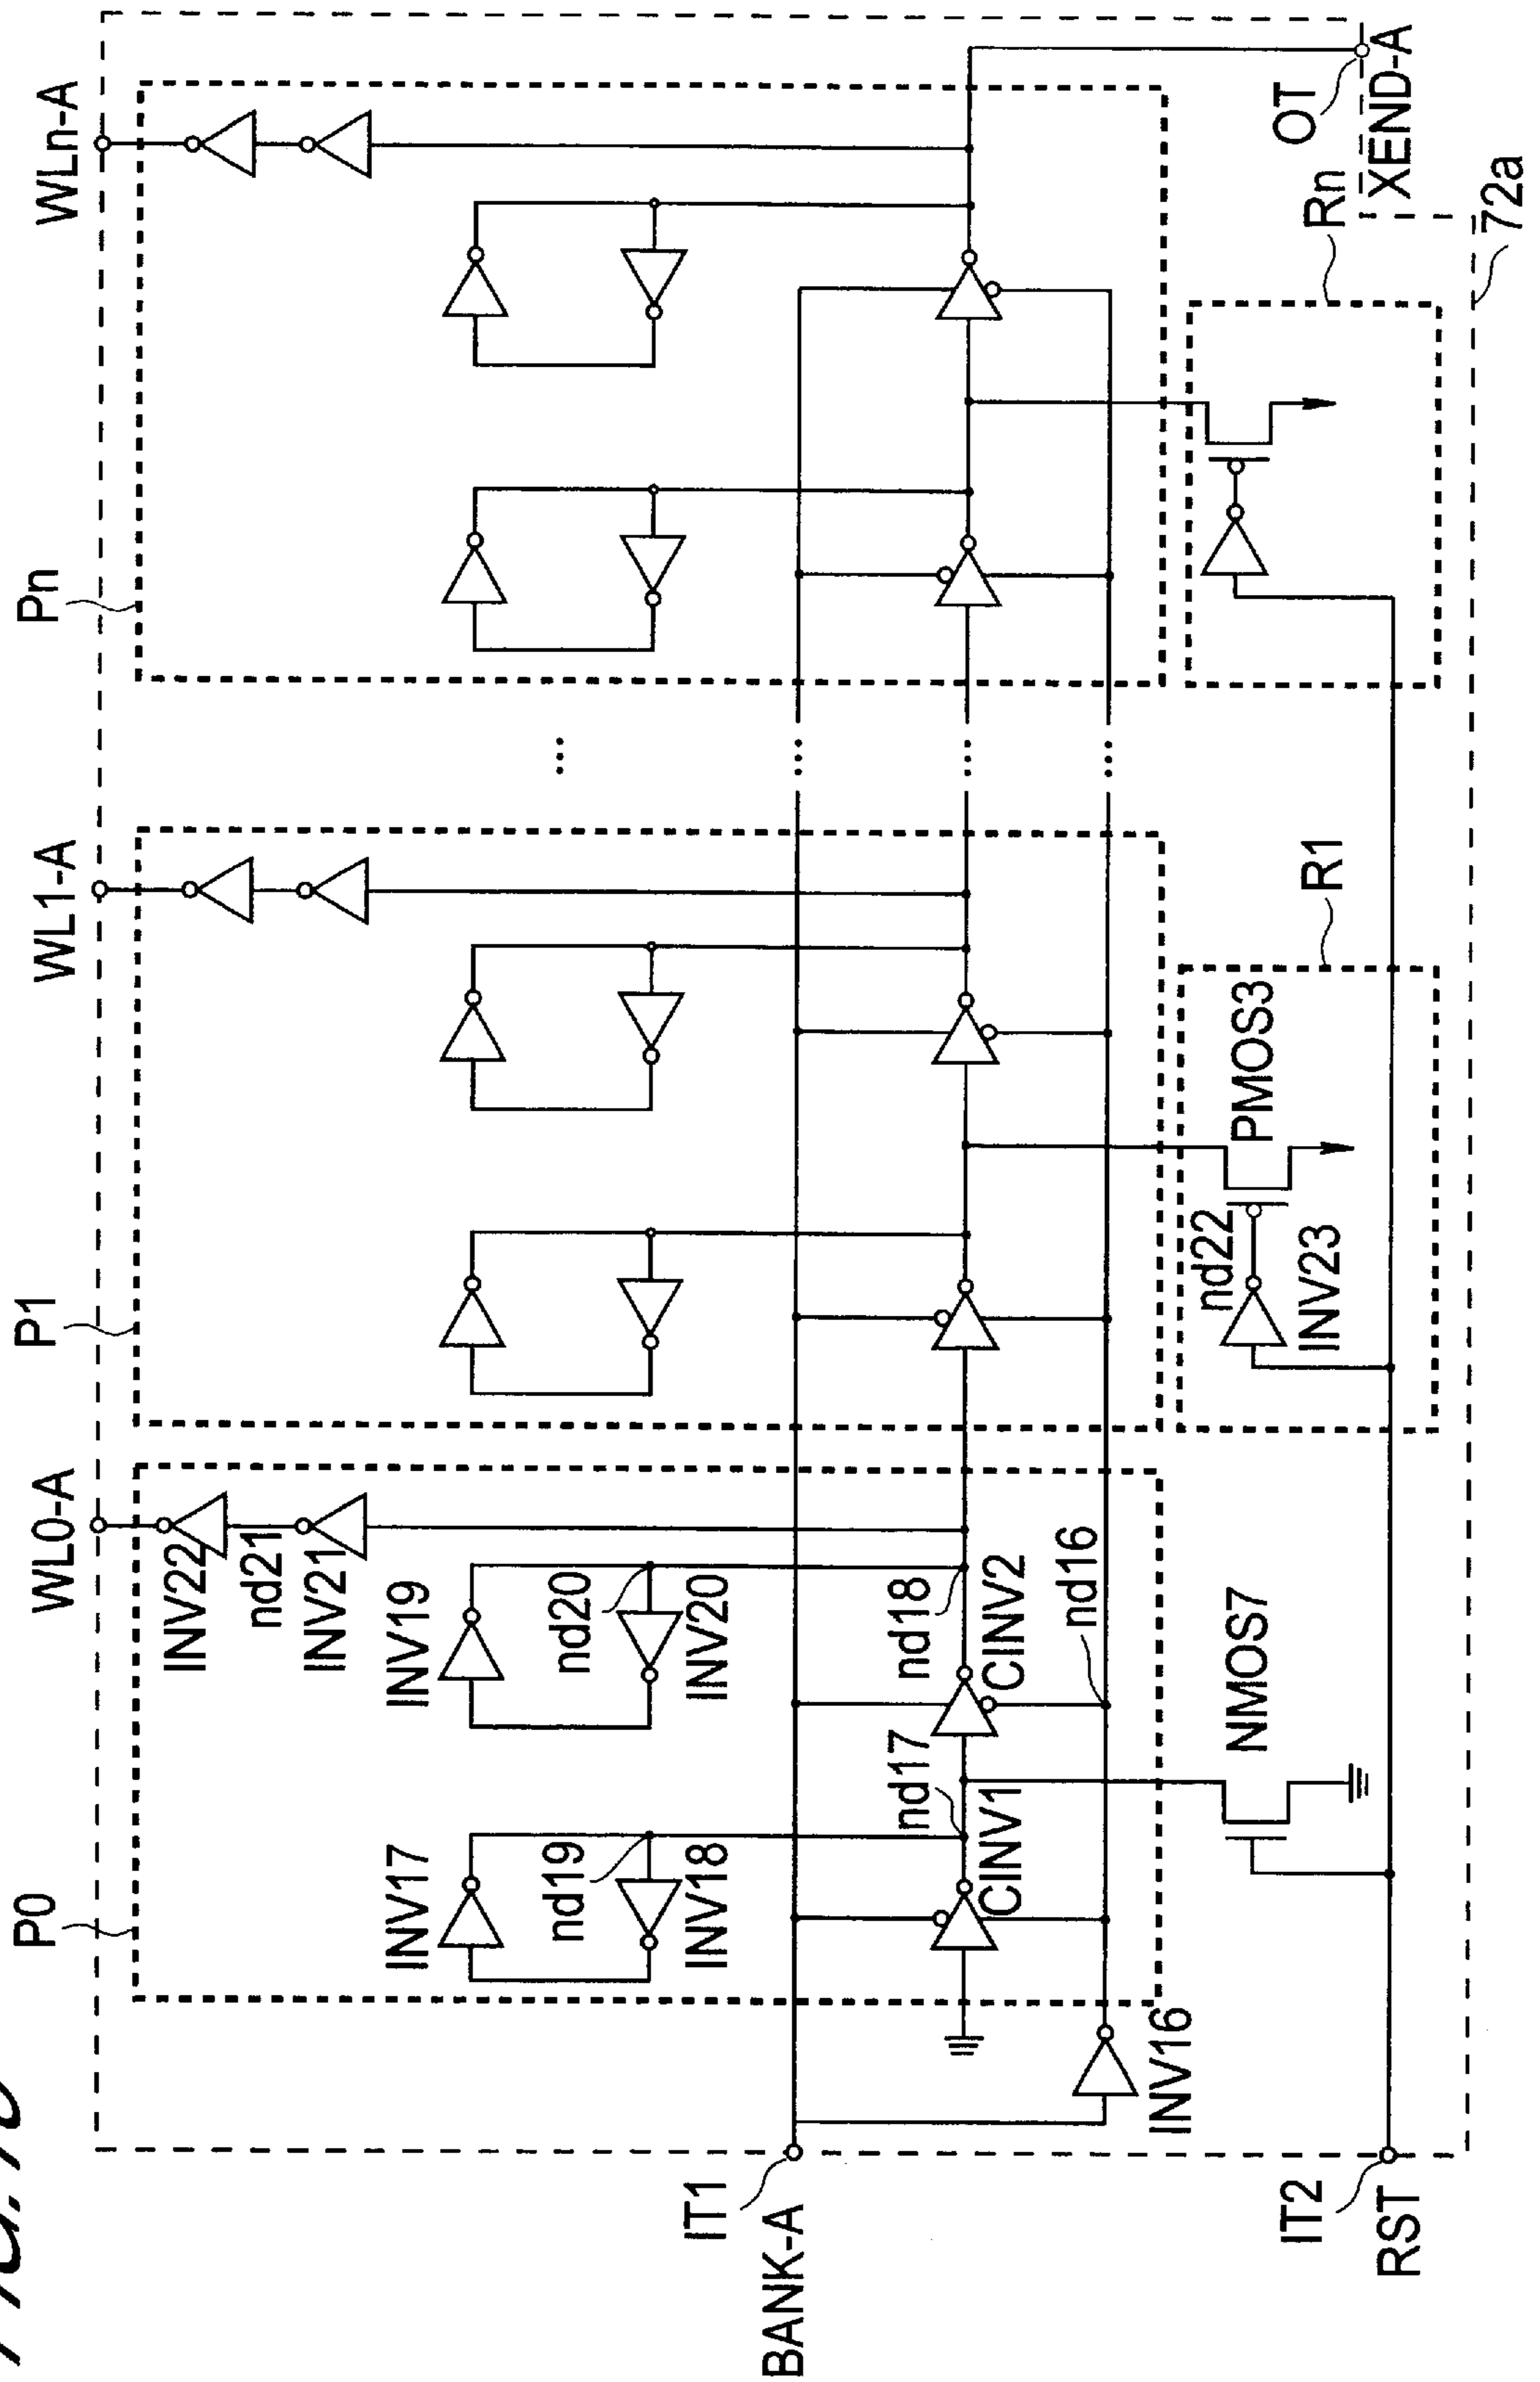 WL0-A
WL1-A
WLn-A
P0
P1
Pn
INV22
nd21
INV21
INV19
nd20
INV20
INV17
nd19
INV18
nd18
CINV2
nd17
CINV1
nd16
INV16
IT1
BANK-A
NMOS7
nd22
PMOS3
INV23
R1
Rn
OT
XEND-A
72a
IT2
RST
...
...
...
...